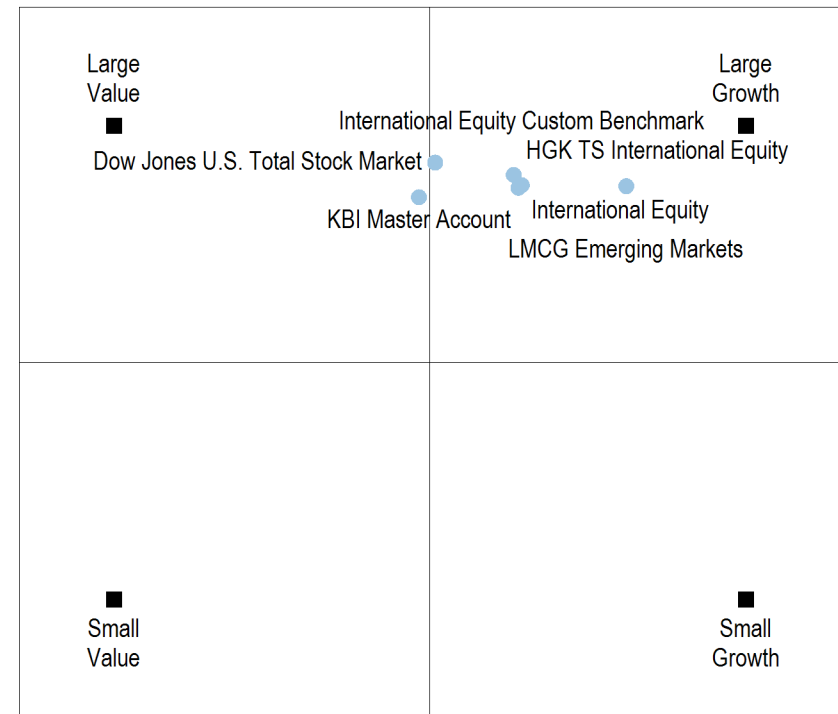 Large
Value
Large
Growth
International Equity Custom Benchmark
HGK TS International Equity
Dow Jones U.S. Total Stock Market
International Equity
KBI Master Account
LMCG Emerging Markets
Small
Value
Small
Growth